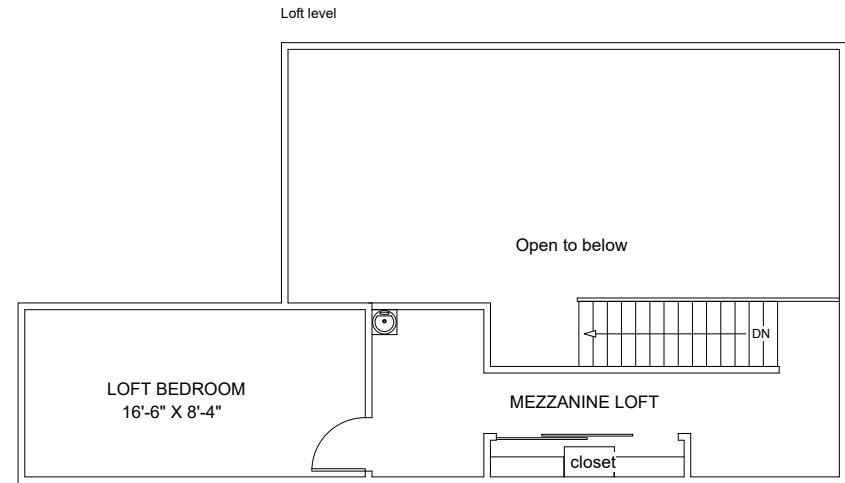 Loft level
Open to below
DN
LOFT BEDROOM
16'-6" X 8'-4"
MEZZANINE LOFT
closet